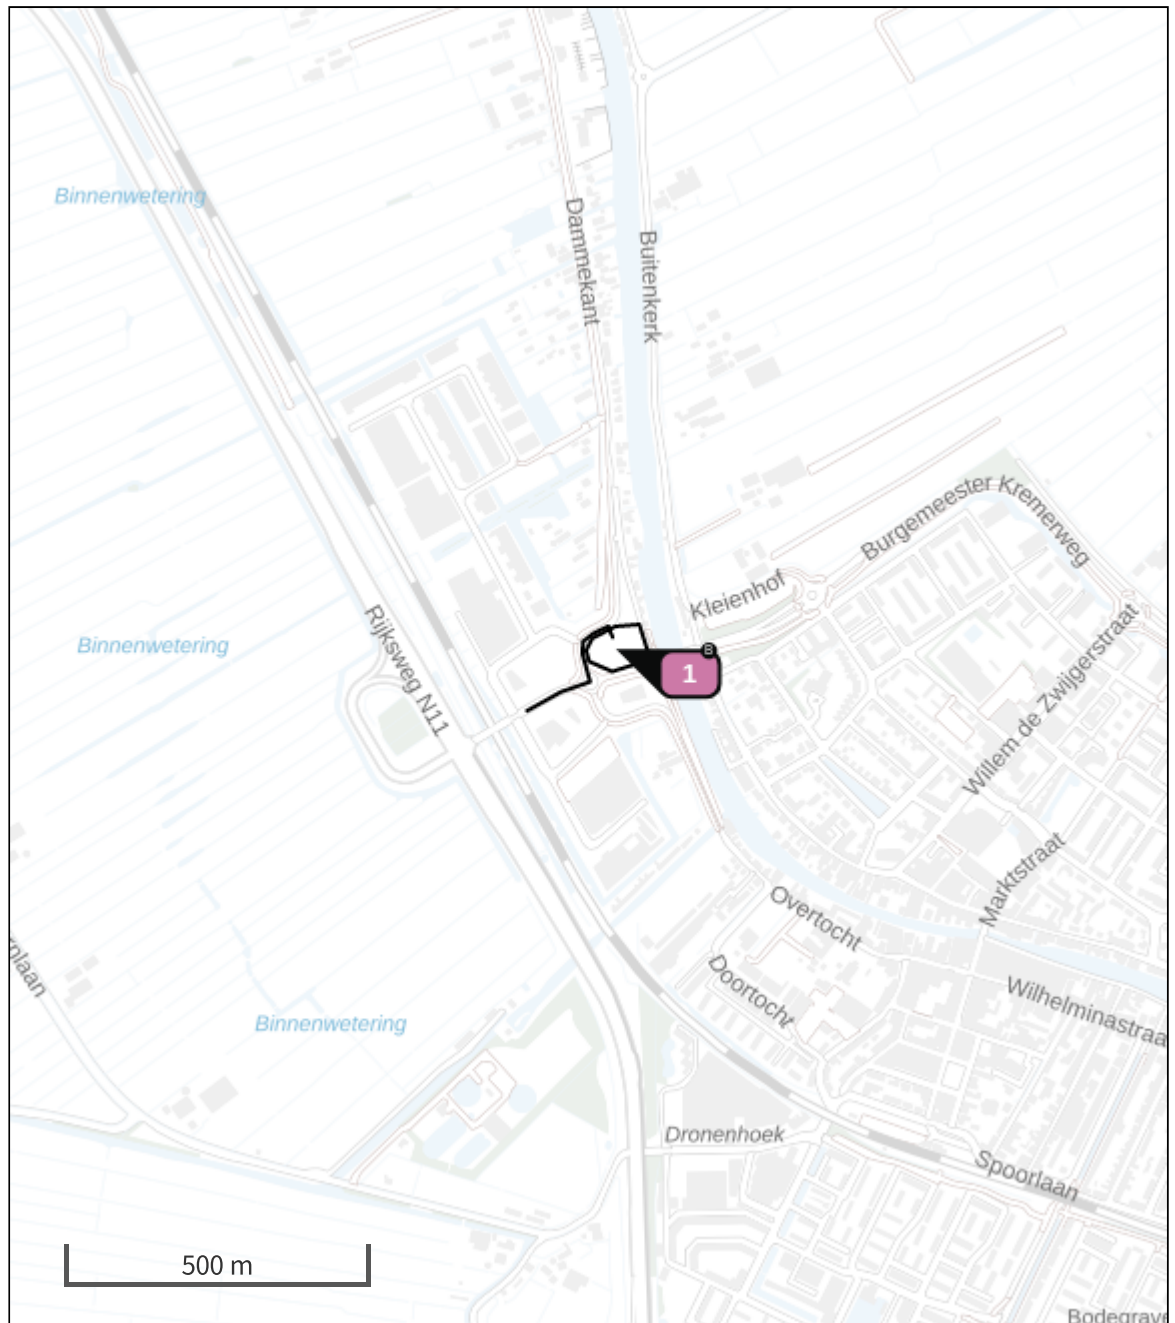 Binnenwetering
Dammekant
Buitenkerk
Burgemeester Kremerweg
Kleienhof
Rijksweg N11
Binnenwetering
B
1
Willem de Zwijgerstraat
Marktstraat
Overtocht
Doortocht
Wilhelminastraa
Binnenwetering
Dronenhoek
Spoorlaan
500 m